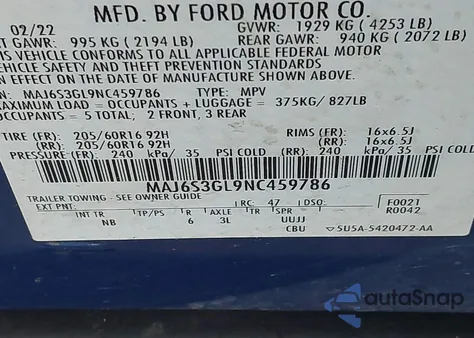 MFD. BY FORD MOTOR CO.
02/22 GVWR: 1929 KG ( 4253 LB)
GAWR: 995 KG ( 2194 LB) REAR GAWR: 940 KG ( 2072 LB)
VEHICLE CONFORMS TO ALL APPLICABLE FEDERAL MOTOR
VEHICLE SAFETY AND THEFT PREVENTION STANDARDS
IN EFFECT ON THE DATE OF MANUFACTURE SHOWN ABOVE.
MAJ6S3GL9NC459786 TYPE: MPV
MAXIMUM LOAD = OCCUPANTS + LUGGAGE = 375KG/ 827LB
OCCUPANTS = 5 TOTAL; 2 FRONT, 3 REAR
TIRE (FR): 205/60R16 92H RIMS (FR): 16x6.5J
(RR): 205/60R16 92H (RR): 16x6.5J
PRESSURE (FR): 240 kPa/ 35 PSI COLD (RR): 240 kPa/ 35 PSI COLD
MAJ6S3GL9NC459786
TRAILER TOWING - SEE OWNER GUIDE
EXT PNT: RC: 47 DSO: F0021
R0042
INT TR TP/PS R AXLE TR SPR
NB 6 3L UUJJ
CBU 5U5A-5420472-AA
autoSnap